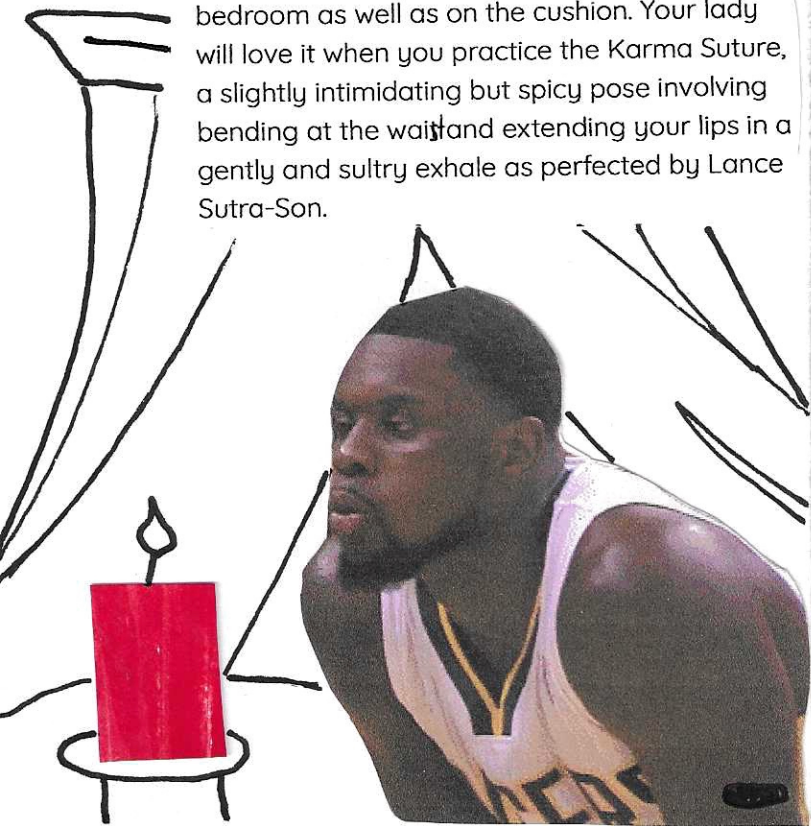 bedroom as well as on the cushion. Your lady
will love it when you practice the Karma Suture,
a slightly intimidating but spicy pose involving
bending at the waist and extending your lips in a
gently and sultry exhale as perfected by Lance
Sutra-Son.